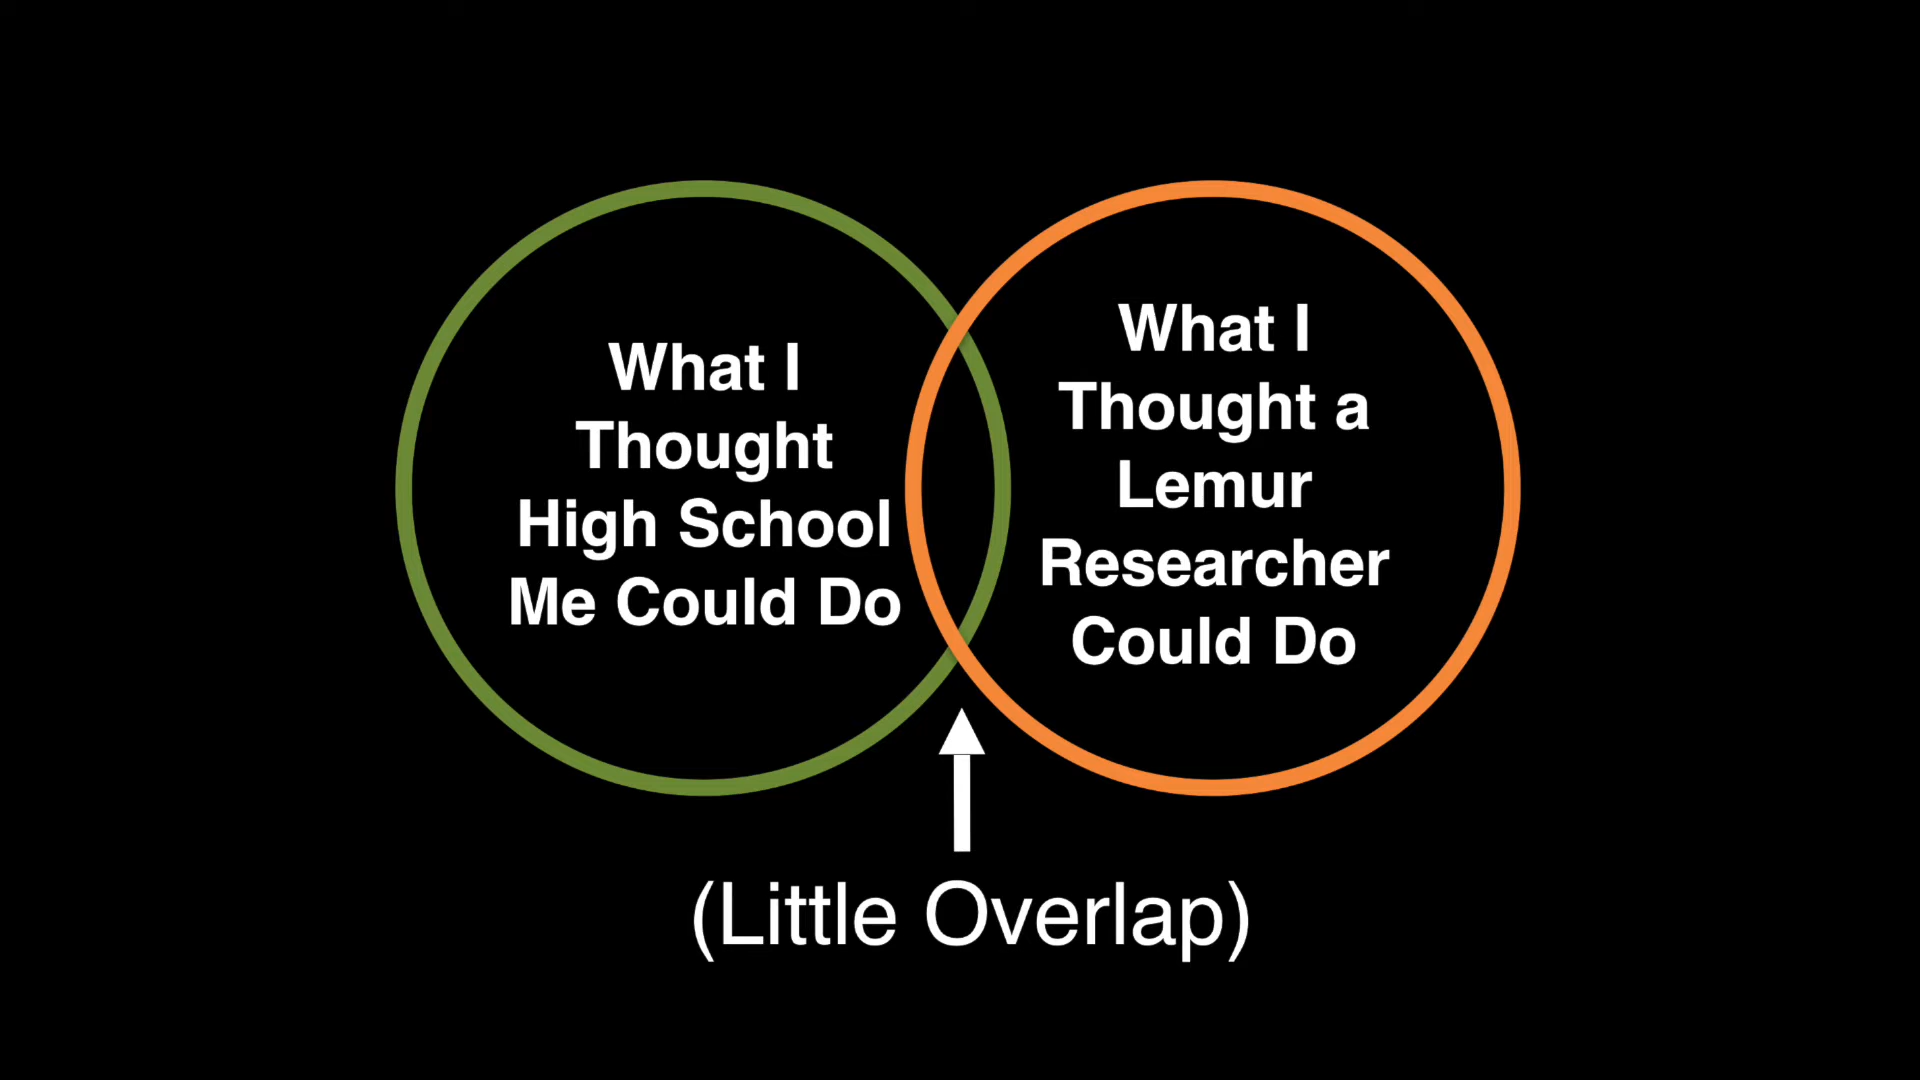 What I
Thought
High School
Me Could Do
What I
Thought a
Lemur
Researcher
Could Do
(Little Overlap)